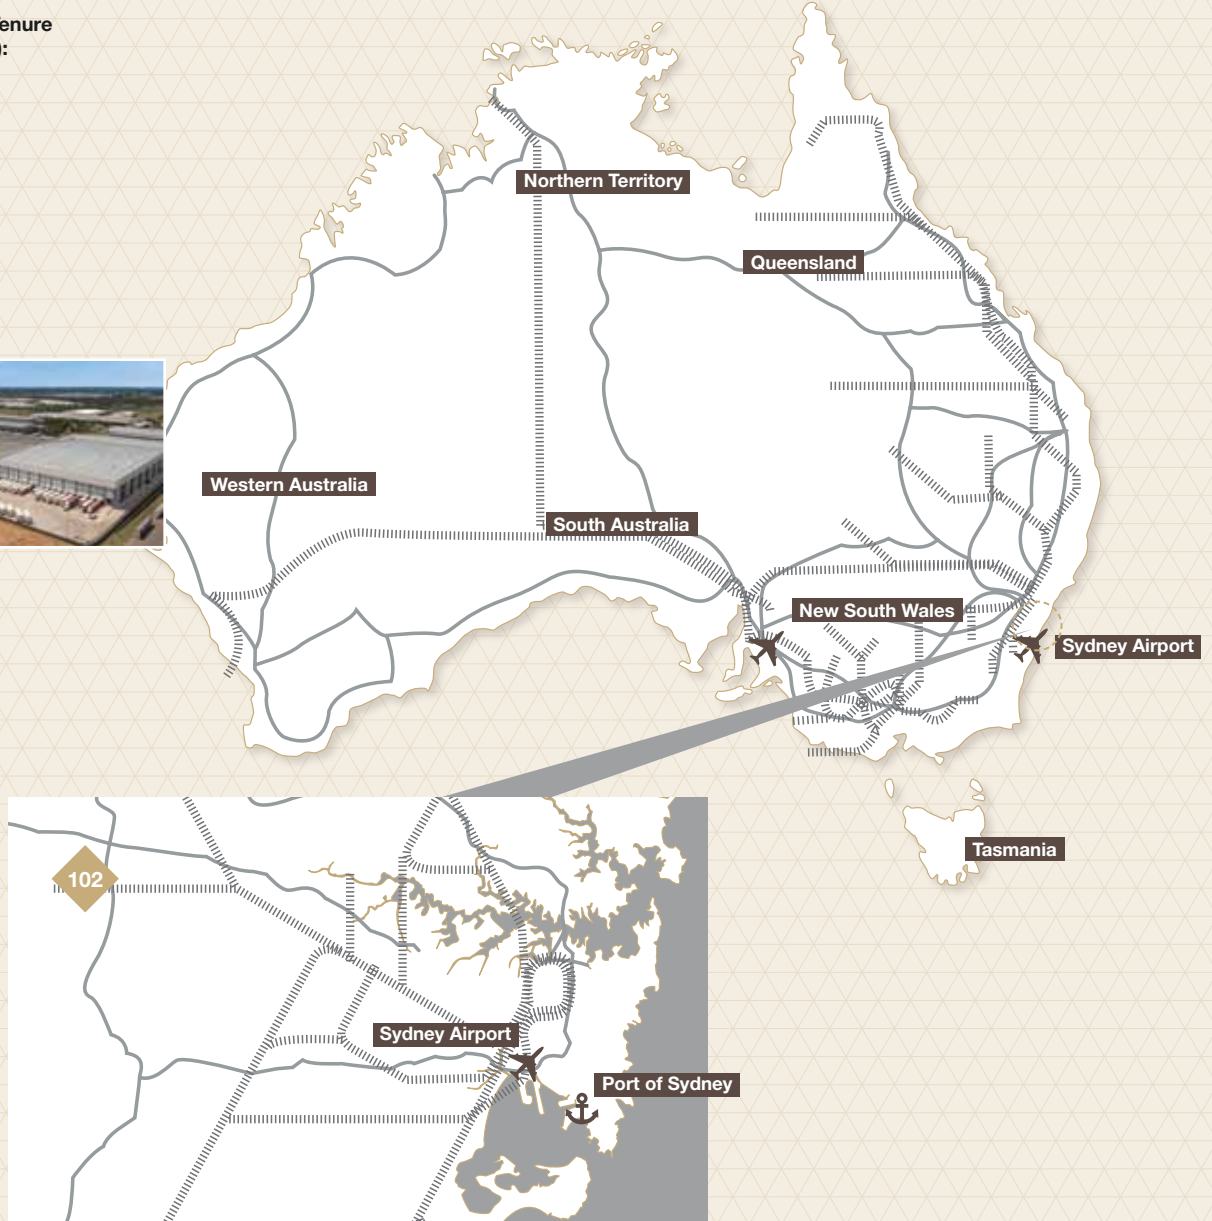 Northern Territory
Queensland
Western Australia
South Australia
New South Wales
Sydney Airport
Tasmania
102
Sydney Airport
Port of Sydney